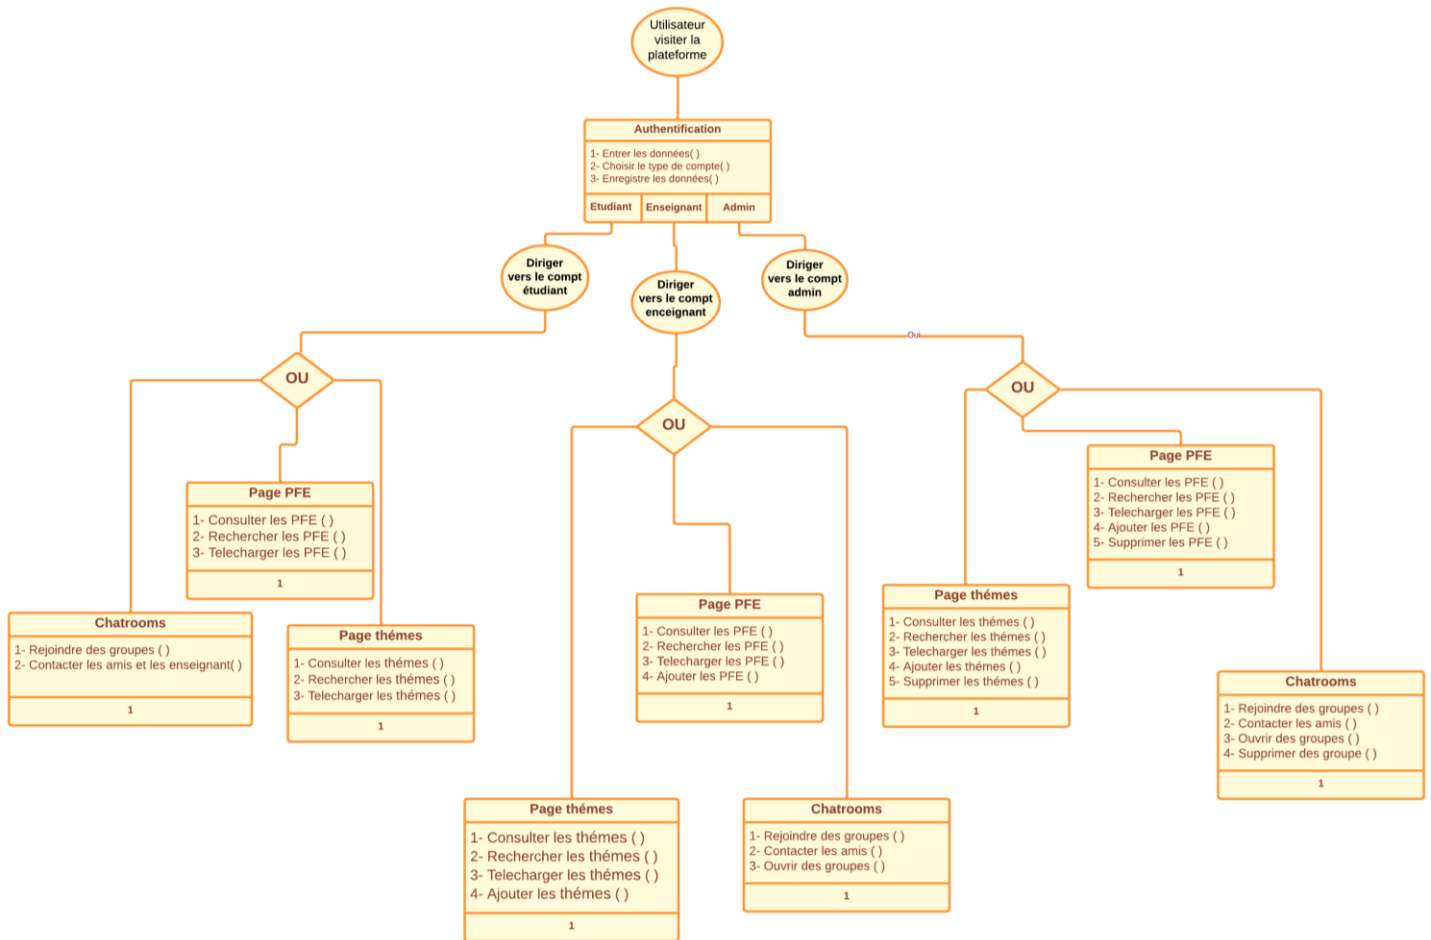 Utilisateur
visiter la
plateforme
Authentification
1- Entrer les données( )
2- Choisir le type de compte( )
3- Enregistre les données( )
Etudiant
Enseignant
Admin
Diriger
vers le compt
étudiant
Diriger
vers le compt
enceignant
Diriger
vers le compt
admin
Oui
OU
OU
OU
Page PFE
1- Consulter les PFE ( )
2- Rechercher les PFE ( )
3- Telecharger les PFE ( )
1
Chatrooms
1- Rejoindre des groupes ( )
2- Contacter les amis et les enseignant( )
1
Page thémes
1- Consulter les thémes ( )
2- Rechercher les thémes ( )
3- Telecharger les thémes ( )
1
Page PFE
1- Consulter les PFE ( )
2- Rechercher les PFE ( )
3- Telecharger les PFE ( )
4- Ajouter les PFE ( )
1
Page thémes
1- Consulter les thémes ( )
2- Rechercher les thémes ( )
3- Telecharger les thémes ( )
4- Ajouter les thémes ( )
1
Chatrooms
1- Rejoindre des groupes ( )
2- Contacter les amis ( )
3- Ouvrir des groupes ( )
1
Page PFE
1- Consulter les PFE ( )
2- Rechercher les PFE ( )
3- Telecharger les PFE ( )
4- Ajouter les PFE ( )
5- Supprimer les PFE ( )
1
Page thémes
1- Consulter les thémes ( )
2- Rechercher les thémes ( )
3- Telecharger les thémes ( )
4- Ajouter les thémes ( )
5- Supprimer les thémes ( )
1
Chatrooms
1- Rejoindre des groupes ( )
2- Contacter les amis ( )
3- Ouvrir des groupes ( )
4- Supprimer des groupe ( )
1